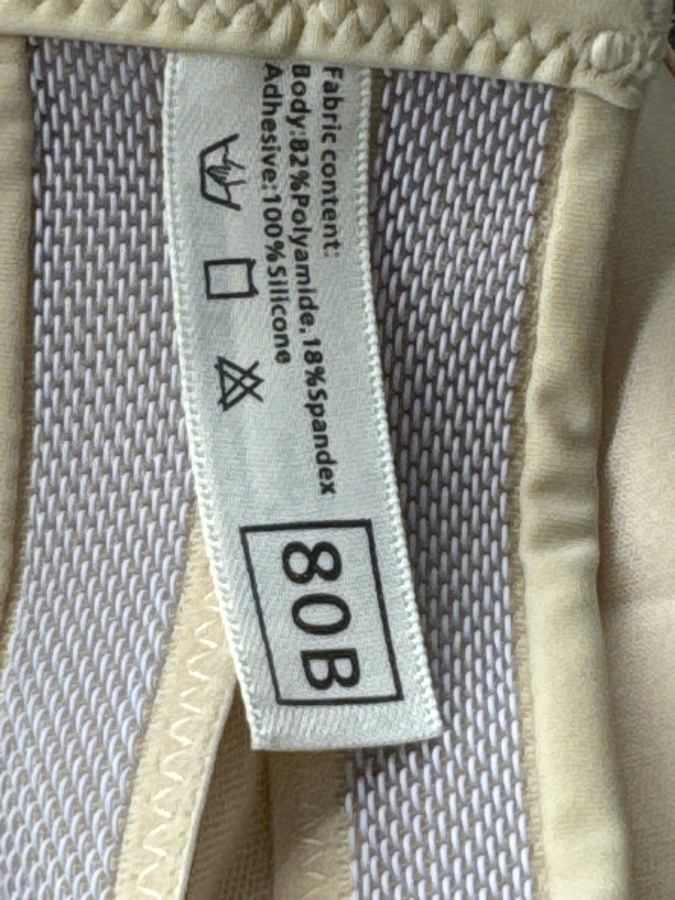 Fabric content:
Body:82%Polyamide,18%Spandex
Adhesive:100%Silicone
80B